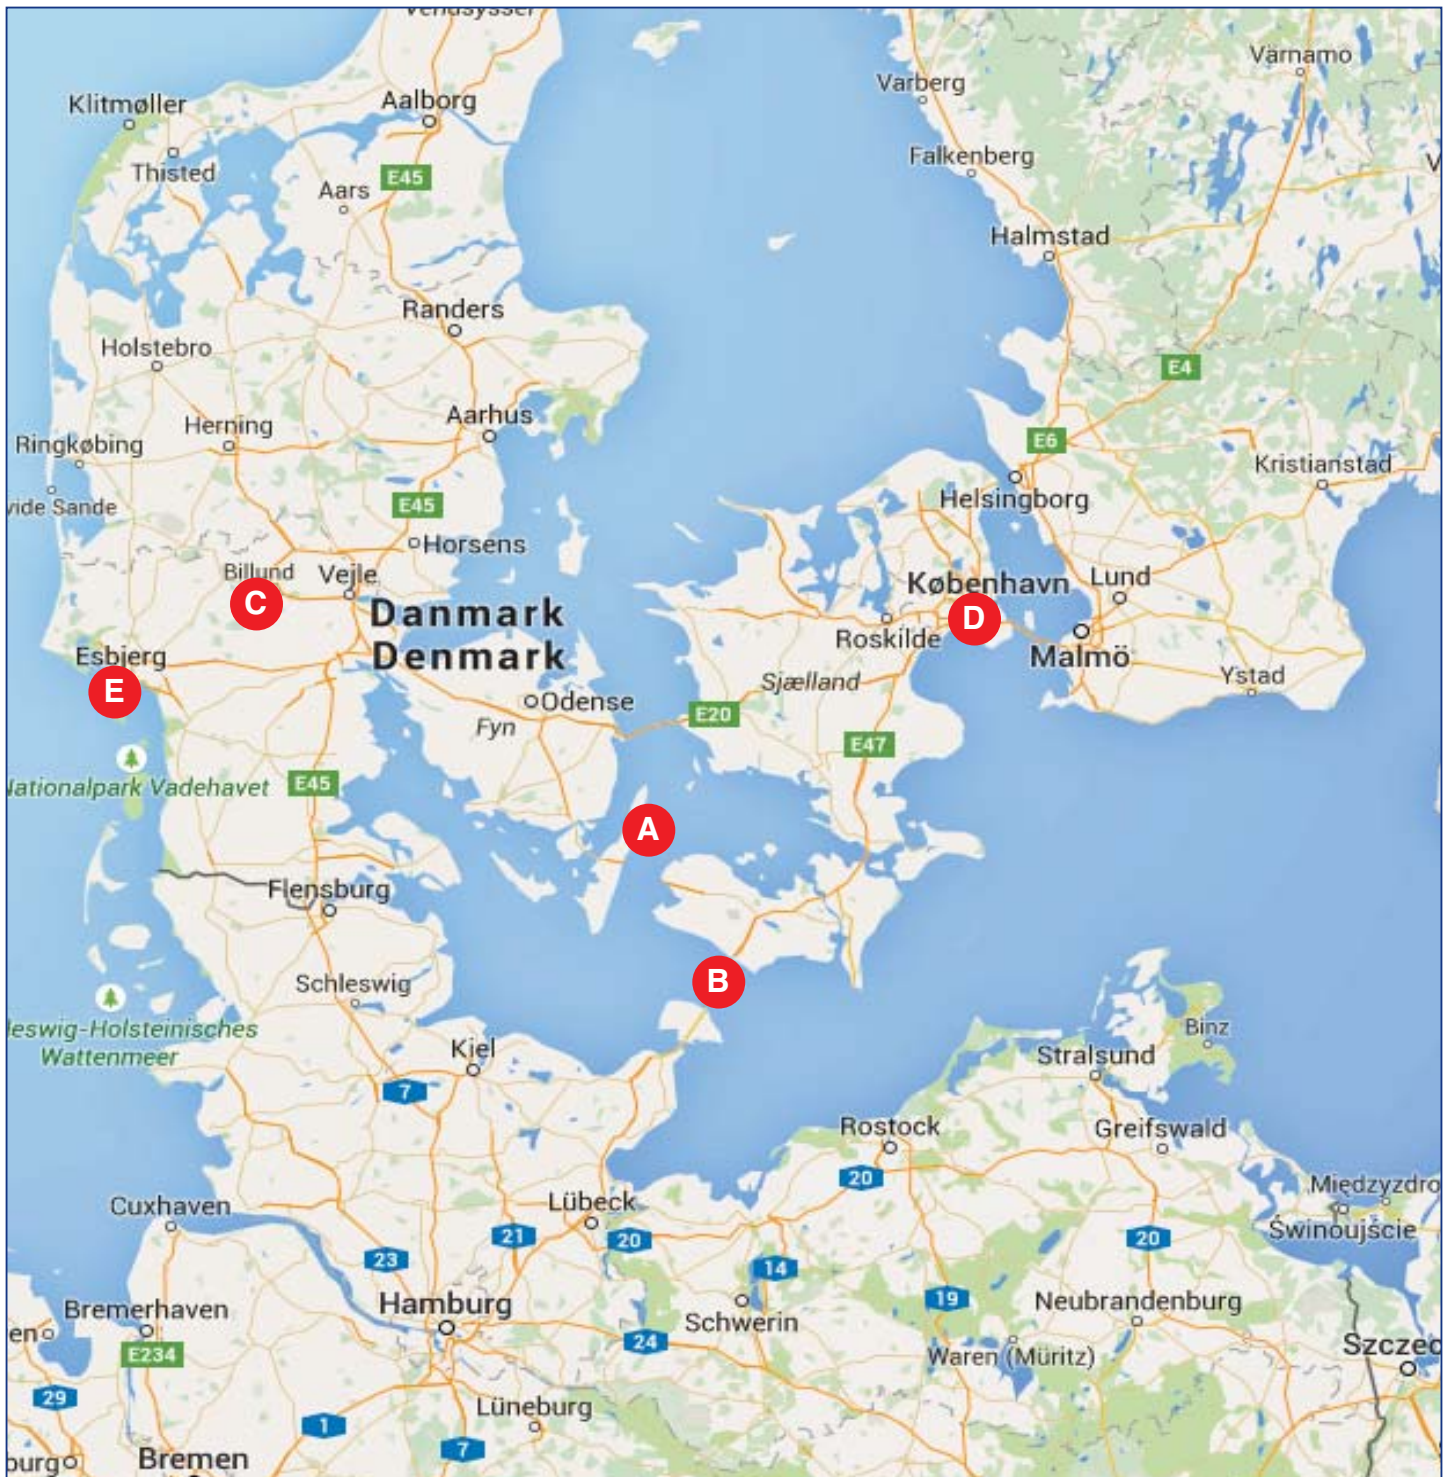 Vendsysser
Varnamo
Varberg
Klitmøller
Aalborg
Falkenberg
Thisted
E45
Aars
Halmstad
Randers
Holstebro
E4
Aarhus
Herning
E6
Ringkøbing
Kristianstad
E45
Helsingborg
vide Sande
Horsens
Billund
Vejle
København
Lund
C
Danmark
Denmark
D
Roskilde
Malmö
Esbjerg
Ystad
Sjælland
E
Odense
E20
Fyn
E47
Nationalpark Vadehavet
E45
A
Flensburg
B
Schleswig
Binz
leswig-Holsteinisches
Wattenmeer
Kiel
Stralsund
7
Rostock
Greifswald
20
Międzyzdro
Cuxhaven
Lübeck
Świnoujście
21
20
20
23
14
Hamburg
19
Neubrandenburg
Bremerhaven
Schwerin
en
24
Szczec
E234
Waren (Müritz)
29
Lüneburg
1
7
Bremen
burg